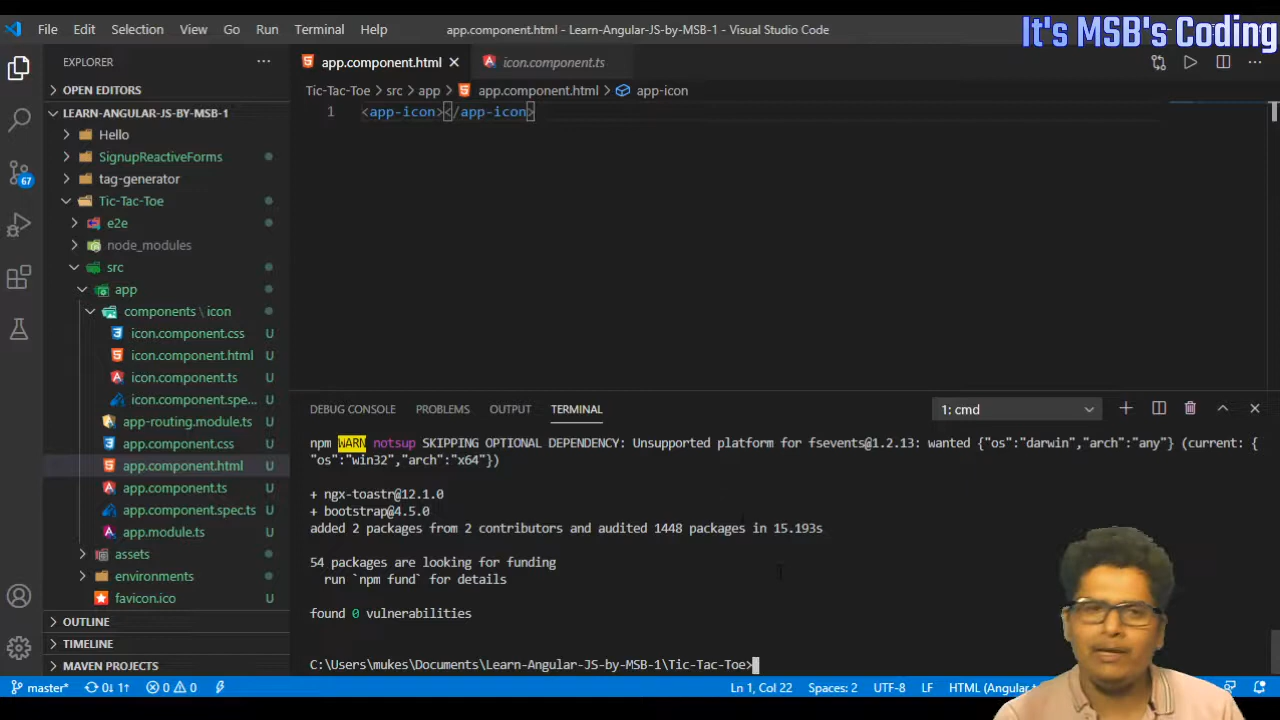 File Edit Selection View Go Run Terminal Help
app.component.html - Learn-Angular-JS-by-MSB-1 - Visual Studio Code
It's MSB's Coding
EXPLORER
OPEN EDITORS
LEARN-ANGULAR-JS-BY-MSB-1
Hello
SignupReactiveForms
tag-generator
Tic-Tac-Toe
e2e
node_modules
src
app
components \ icon
icon.component.css U
icon.component.html U
icon.component.ts U
icon.component.spe... U
app-routing.module.ts U
app.component.css U
app.component.html U
app.component.ts U
app.component.spec.ts U
app.module.ts U
assets
environments
favicon.ico U
OUTLINE
TIMELINE
MAVEN PROJECTS
67
app.component.html icon.component.ts
Tic-Tac-Toe > src > app > app.component.html > app-icon
1 <app-icon></app-icon>
DEBUG CONSOLE PROBLEMS OUTPUT TERMINAL 1: cmd
npm WARN notsup SKIPPING OPTIONAL DEPENDENCY: Unsupported platform for fsevents@1.2.13: wanted {"os":"darwin","arch":"any"} (current: {
"os":"win32","arch":"x64"})
+ ngx-toastr@12.1.0
+ bootstrap@4.5.0
added 2 packages from 2 contributors and audited 1448 packages in 15.193s
54 packages are looking for funding
run `npm fund` for details
found 0 vulnerabilities
C:\Users\mukes\Documents\Learn-Angular-JS-by-MSB-1\Tic-Tac-Toe>
master* 0↓ 1↑ 0 0 Ln 1, Col 22 Spaces: 2 UTF-8 LF HTML (Angular